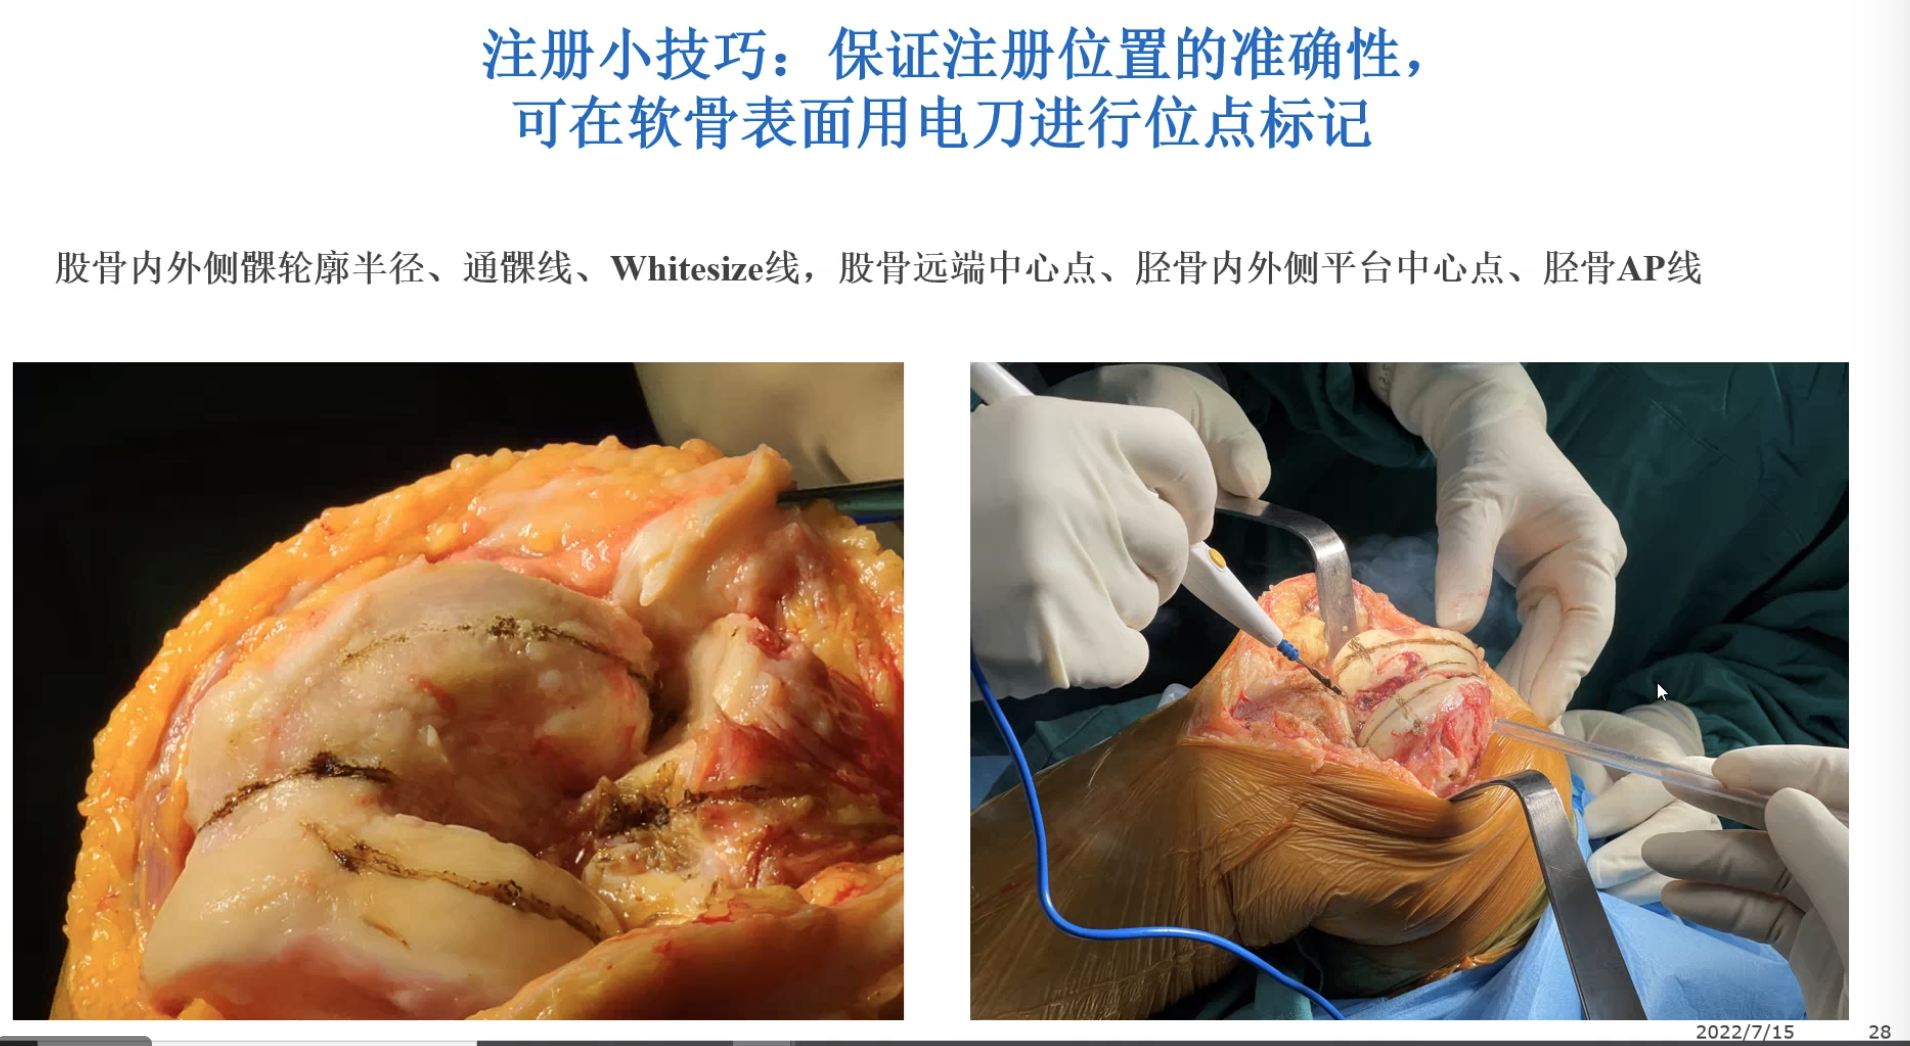 注册小技巧：保证注册位置的准确性，
可在软骨表面用电刀进行位点标记
股骨内外侧髁轮廓半径、通髁线、Whitesize线，股骨远端中心点、胫骨内外侧平台中心点、胫骨AP线
2022/7/15 28